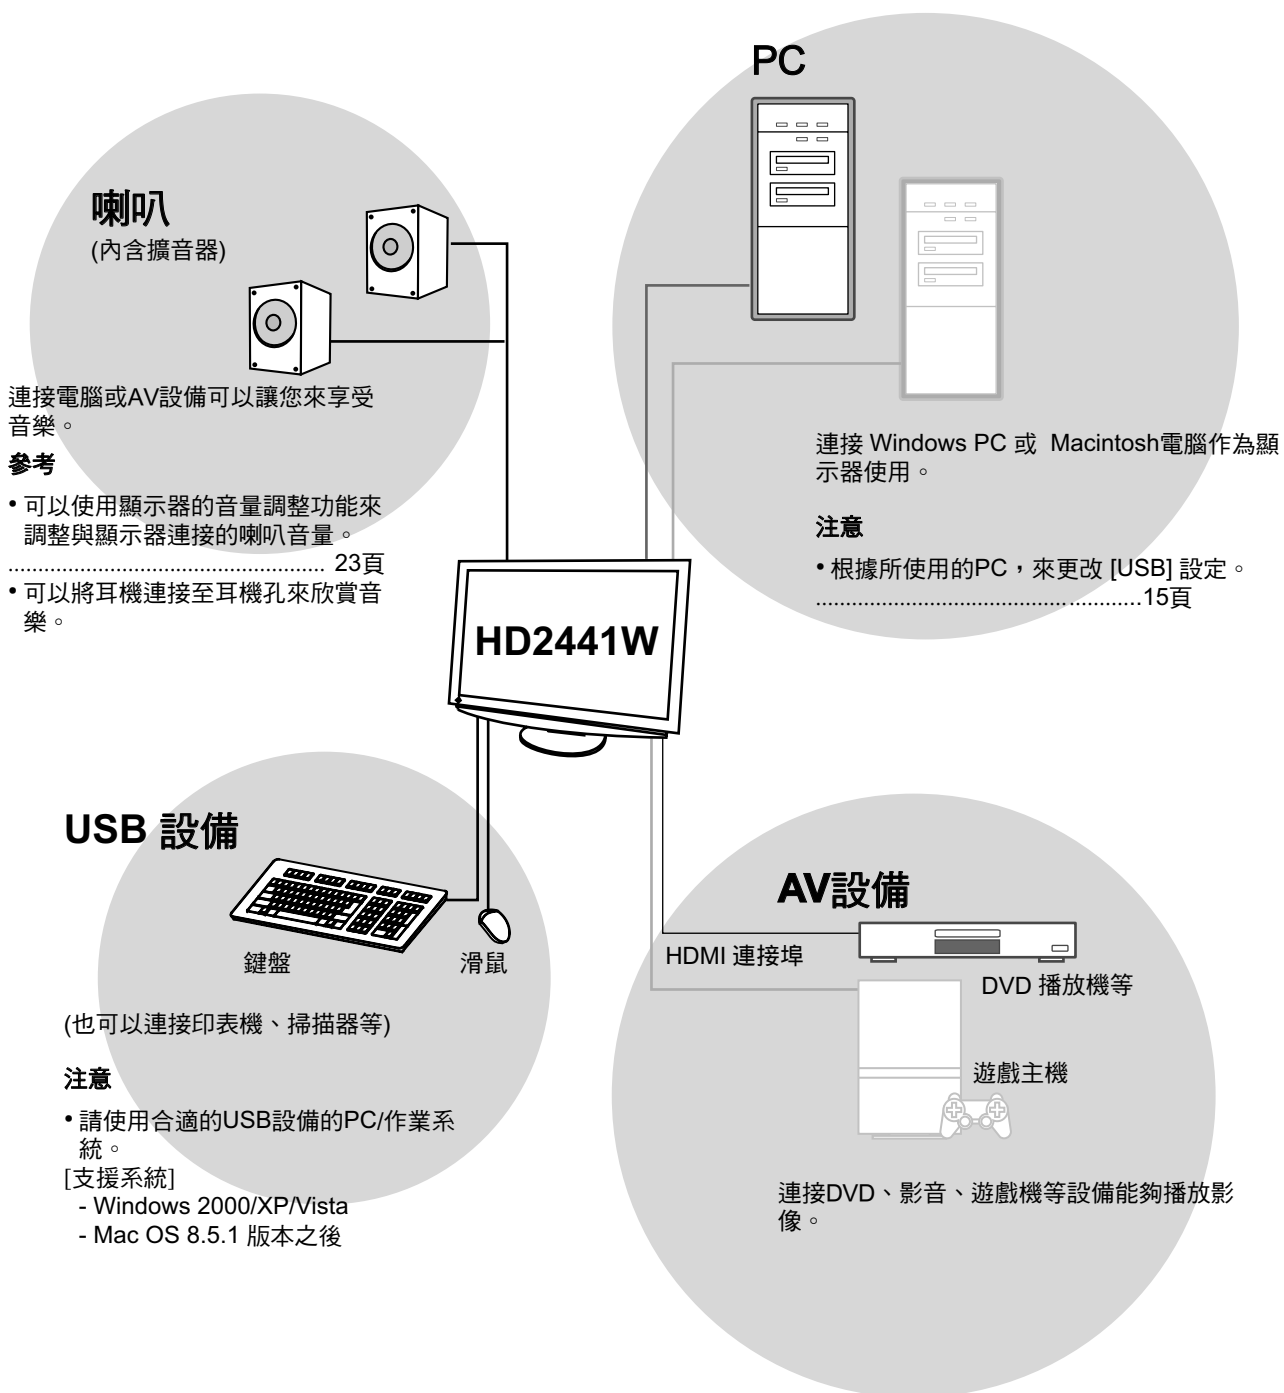 PC
喇叭
(內含擴音器)
連接電腦或AV設備可以讓您來享受
音樂。
參考
• 可以使用顯示器的音量調整功能來
調整與顯示器連接的喇叭音量。
..................................................... 23頁
• 可以將耳機連接至耳機孔來欣賞音
樂。
連接 Windows PC 或 Macintosh電腦作為顯
示器使用。
注意
• 根據所使用的PC，來更改 [USB] 設定。
......................................................15頁
HD2441W
USB 設備
鍵盤
滑鼠
(也可以連接印表機、掃描器等)
注意
• 請使用合適的USB設備的PC/作業系
統。
[支援系統]
- Windows 2000/XP/Vista
- Mac OS 8.5.1 版本之後
AV設備
HDMI 連接埠
DVD 播放機等
遊戲主機
連接DVD、影音、遊戲機等設備能夠播放影
像。